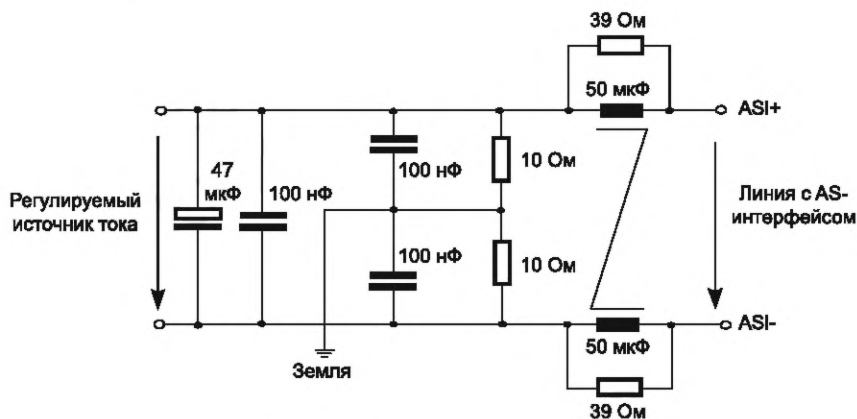 39 Ом
50 мкФ
ASI+
47
мкФ
100 нФ
100 нФ
10 Ом
Регулируемый
источник тока
Линия с AS-
интерфейсом
100 нФ
10 Ом
Земля
ASI-
50 мкФ
39 Ом